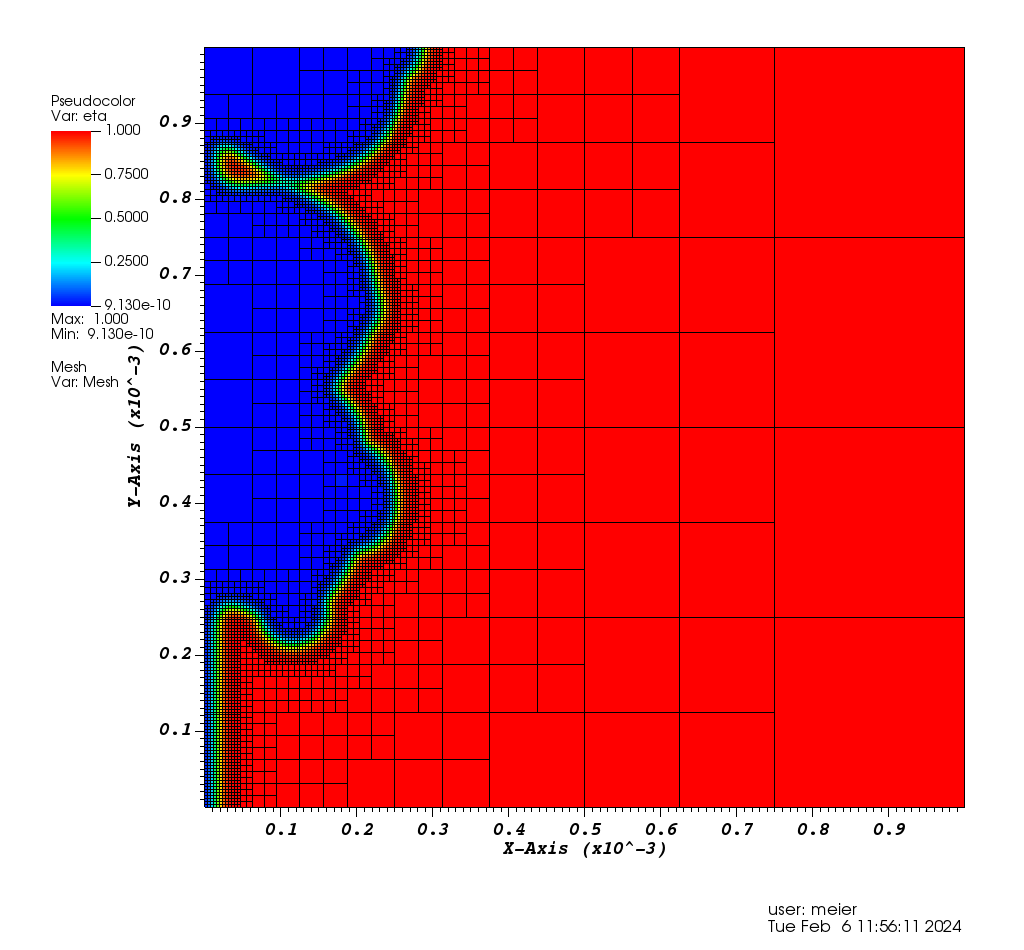 Pseudocolor
Var: eta
1.000
0.7500
0.5000
0.2500
9.130e-10
Max: 1.000
Min: 9.130e-10
Mesh
Var: Mesh
Y-Axis (x10^-3)
0.9
0.8
0.7
0.6
0.5
0.4
0.3
0.2
0.1
0.1 0.2 0.3 0.4 0.5 0.6 0.7 0.8 0.9
X-Axis (x10^-3)
user: meier
Tue Feb 6 11:56:11 2024